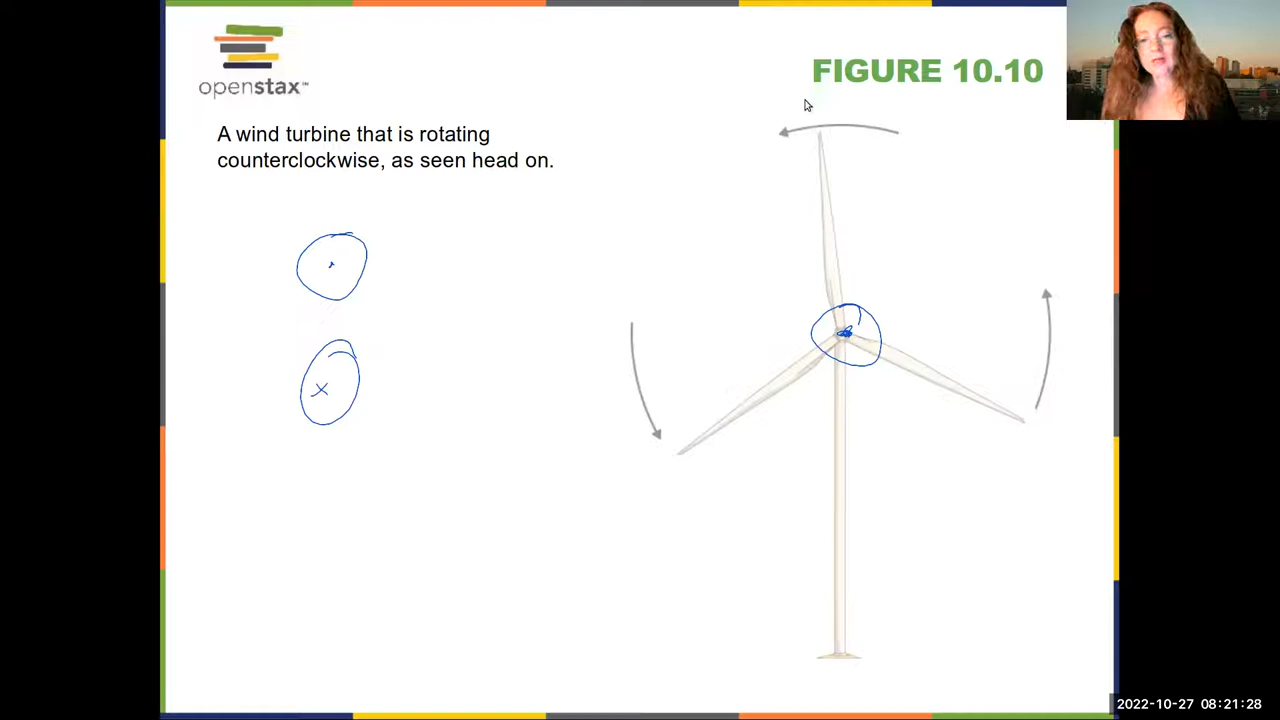 openstax™
FIGURE 10.10
A wind turbine that is rotating
counterclockwise, as seen head on.
2022-10-27 08:21:28